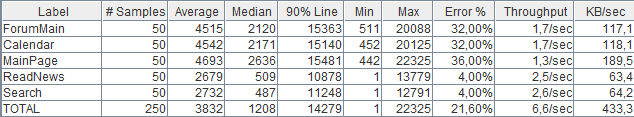 Label # Samples Average Median 90% Line Min Max Error % Throughput KB/sec
ForumMain 50 4515 2120 15363 511 20088 32,00% 1,7/sec 117,1
Calendar 50 4542 2171 15140 452 20125 32,00% 1,7/sec 118,1
MainPage 50 4693 2636 15481 442 22325 36,00% 1,3/sec 189,5
ReadNews 50 2679 509 10878 1 13779 4,00% 2,5/sec 63,4
Search 50 2732 487 11248 1 12791 4,00% 2,6/sec 64,2
TOTAL 250 3832 1208 14279 1 22325 21,60% 6,6/sec 433,3